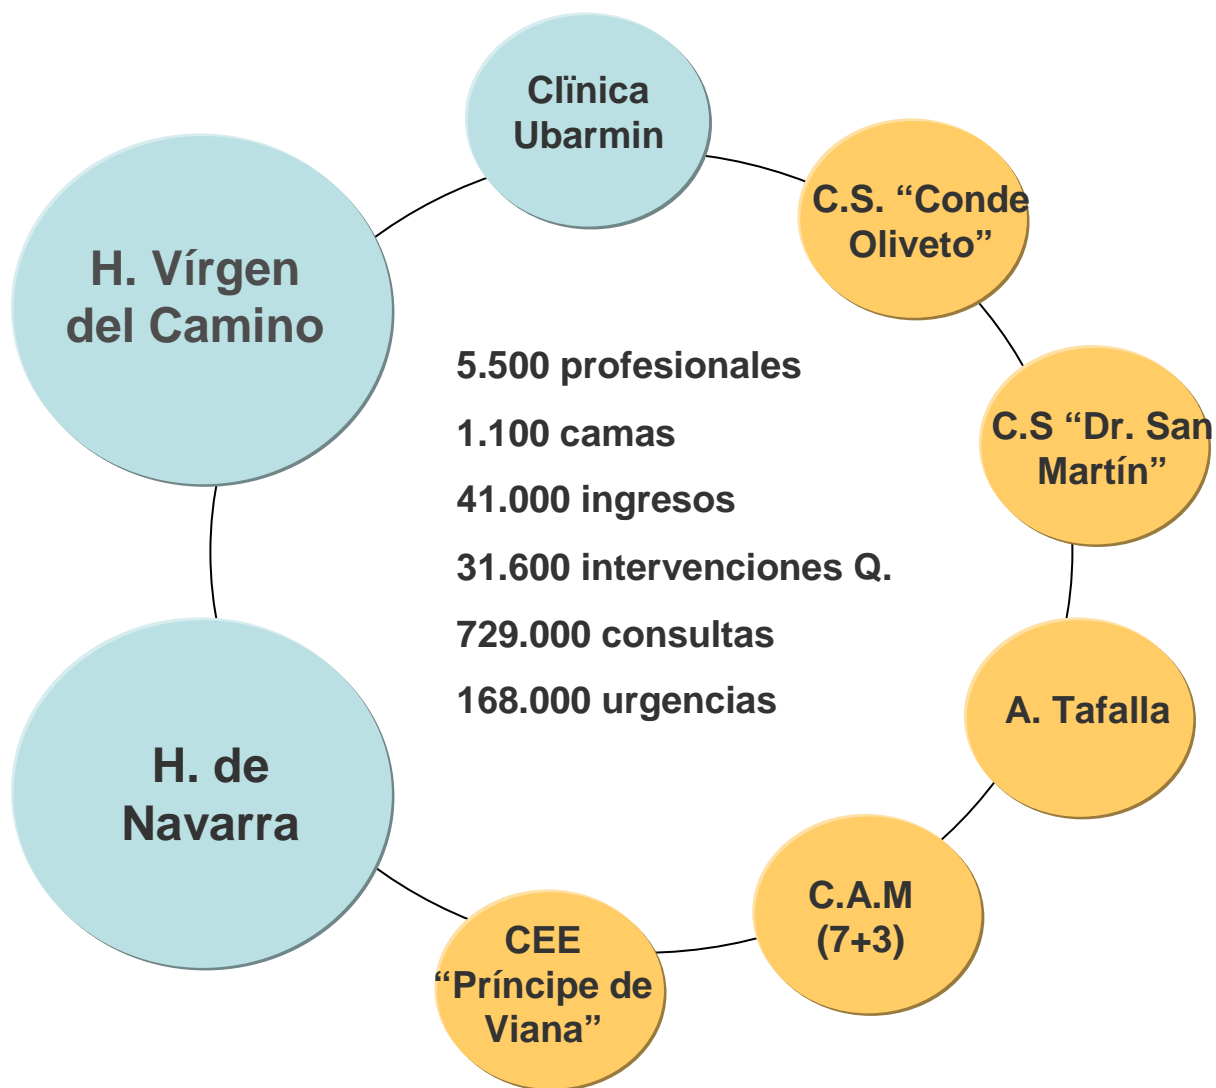 Clïnica
Ubarmin
C.S. “Conde
Oliveto”
H. Vírgen
del Camino
5.500 profesionales
1.100 camas
41.000 ingresos
31.600 intervenciones Q.
729.000 consultas
168.000 urgencias
C.S “Dr. San
Martín”
A. Tafalla
H. de
Navarra
C.A.M
(7+3)
CEE
“Príncipe de
Viana”